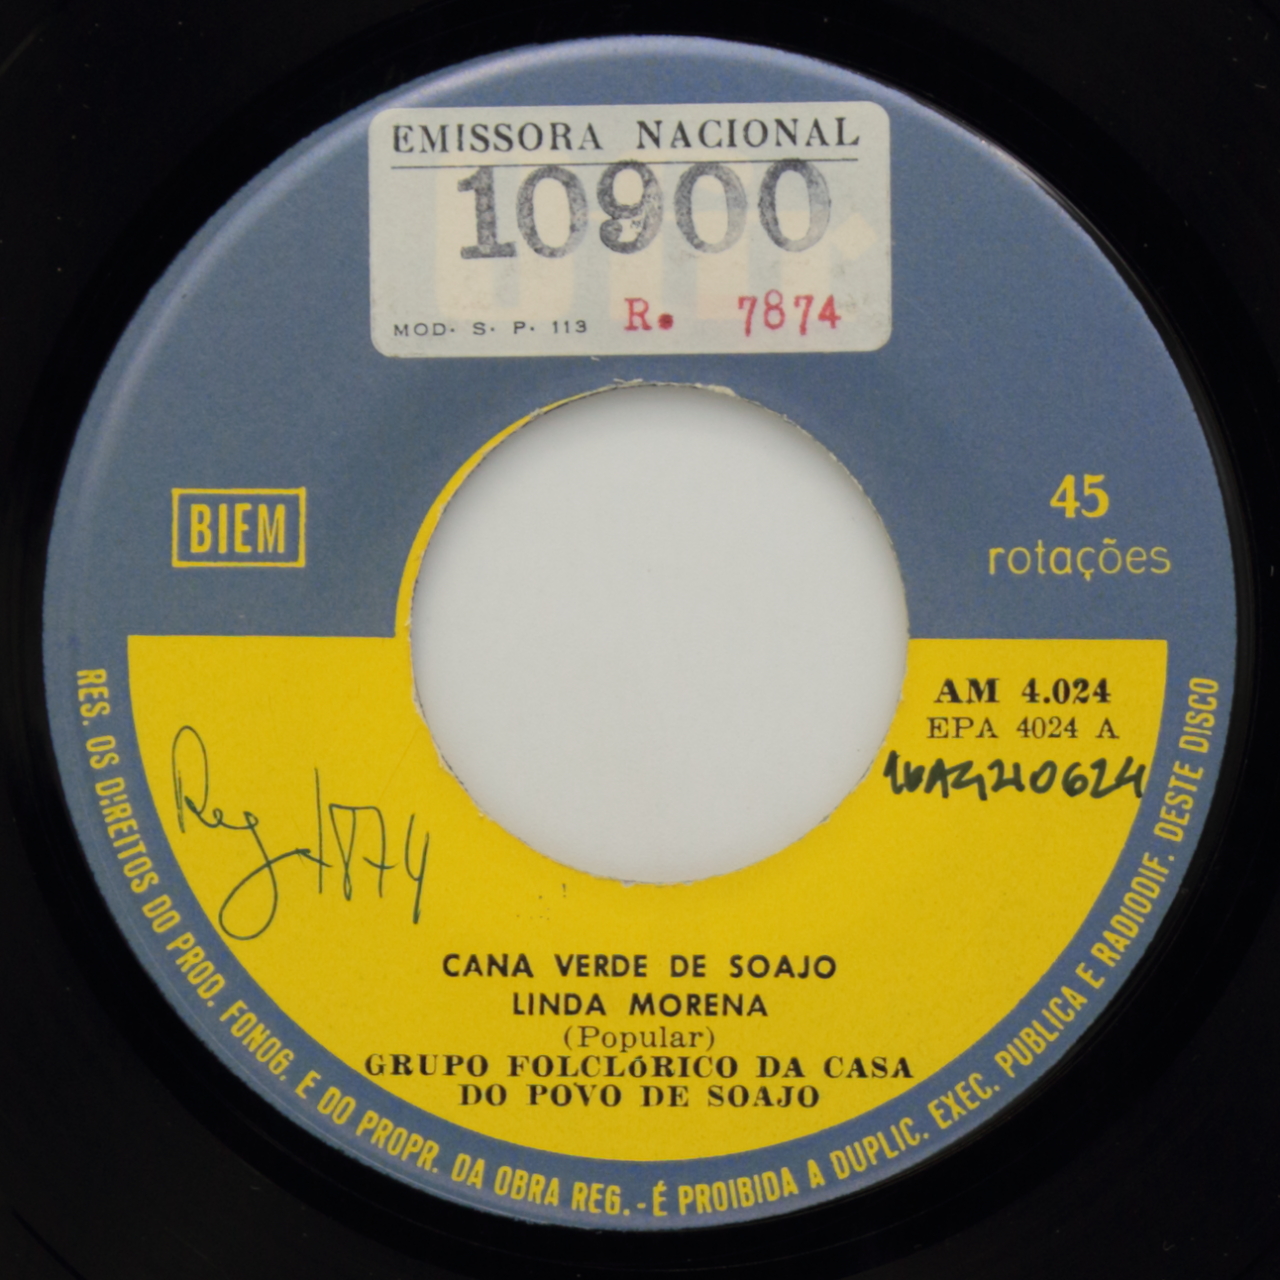 EMISSORA NACIONAL
10900
MOD. S. P. 113 R. 7874
BIEM
45
rotações
AM 4.024
EPA 4024 A
Reg 7874
CANA VERDE DE SOAJO
LINDA MORENA
(Popular)
GRUPO FOLCLóRICO DA CASA
DO POVO DE SOAJO
RES. OS DIREITOS DO PROD. FONOG. E DO PROPR. DA OBRA REG. - É PROIBIDA A DUPLIC. EXEC. PUBLICA E RADIODIF. DESTE DISCO